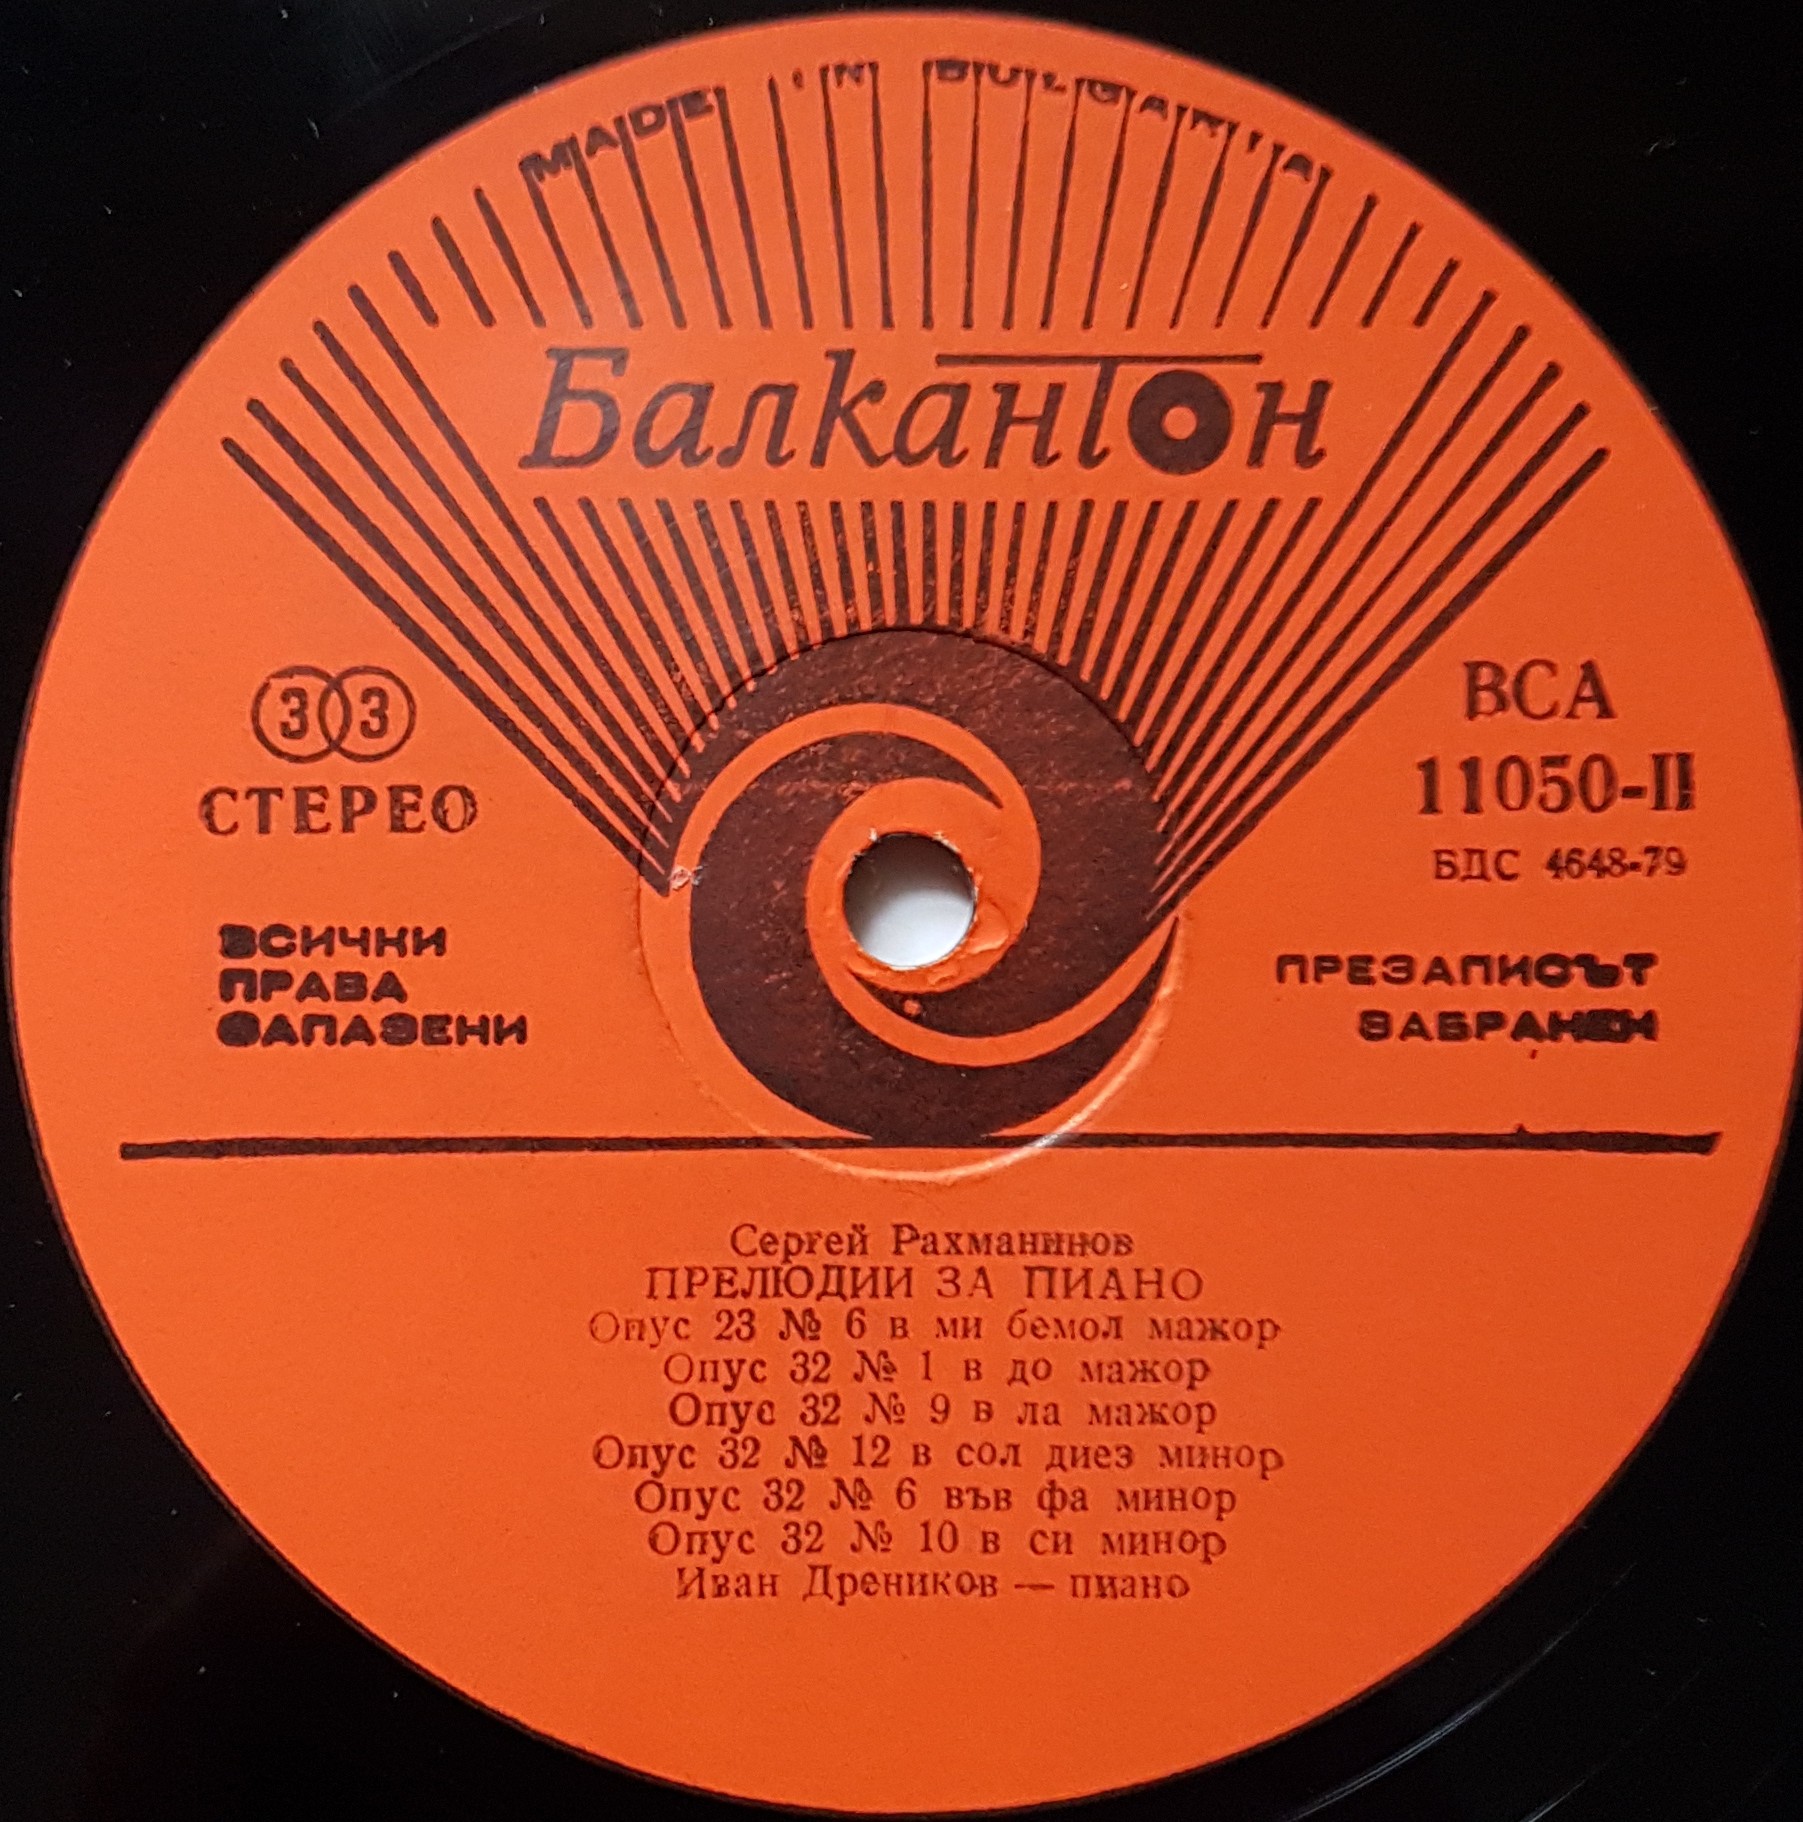 MADE IN BULGARIA
Балкантон
33
СТЕРЕО
ВСА
11050-II
БДС 4648-79
ВСИЧКИ
ПРАВА
ЗАПАЗЕНИ
ПРЕЗАПИСЪТ
ЗАБРАНЕН
Сергей Рахманинов
ПРЕЛЮДИИ ЗА ПИАНО
Опус 23 № 6 в ми бемол мажор
Опус 32 № 1 в до мажор
Опус 32 № 9 в ла мажор
Опус 32 № 12 в сол диез минор
Опус 32 № 6 във фа минор
Опус 32 № 10 в си минор
Иван Дреников — пиано